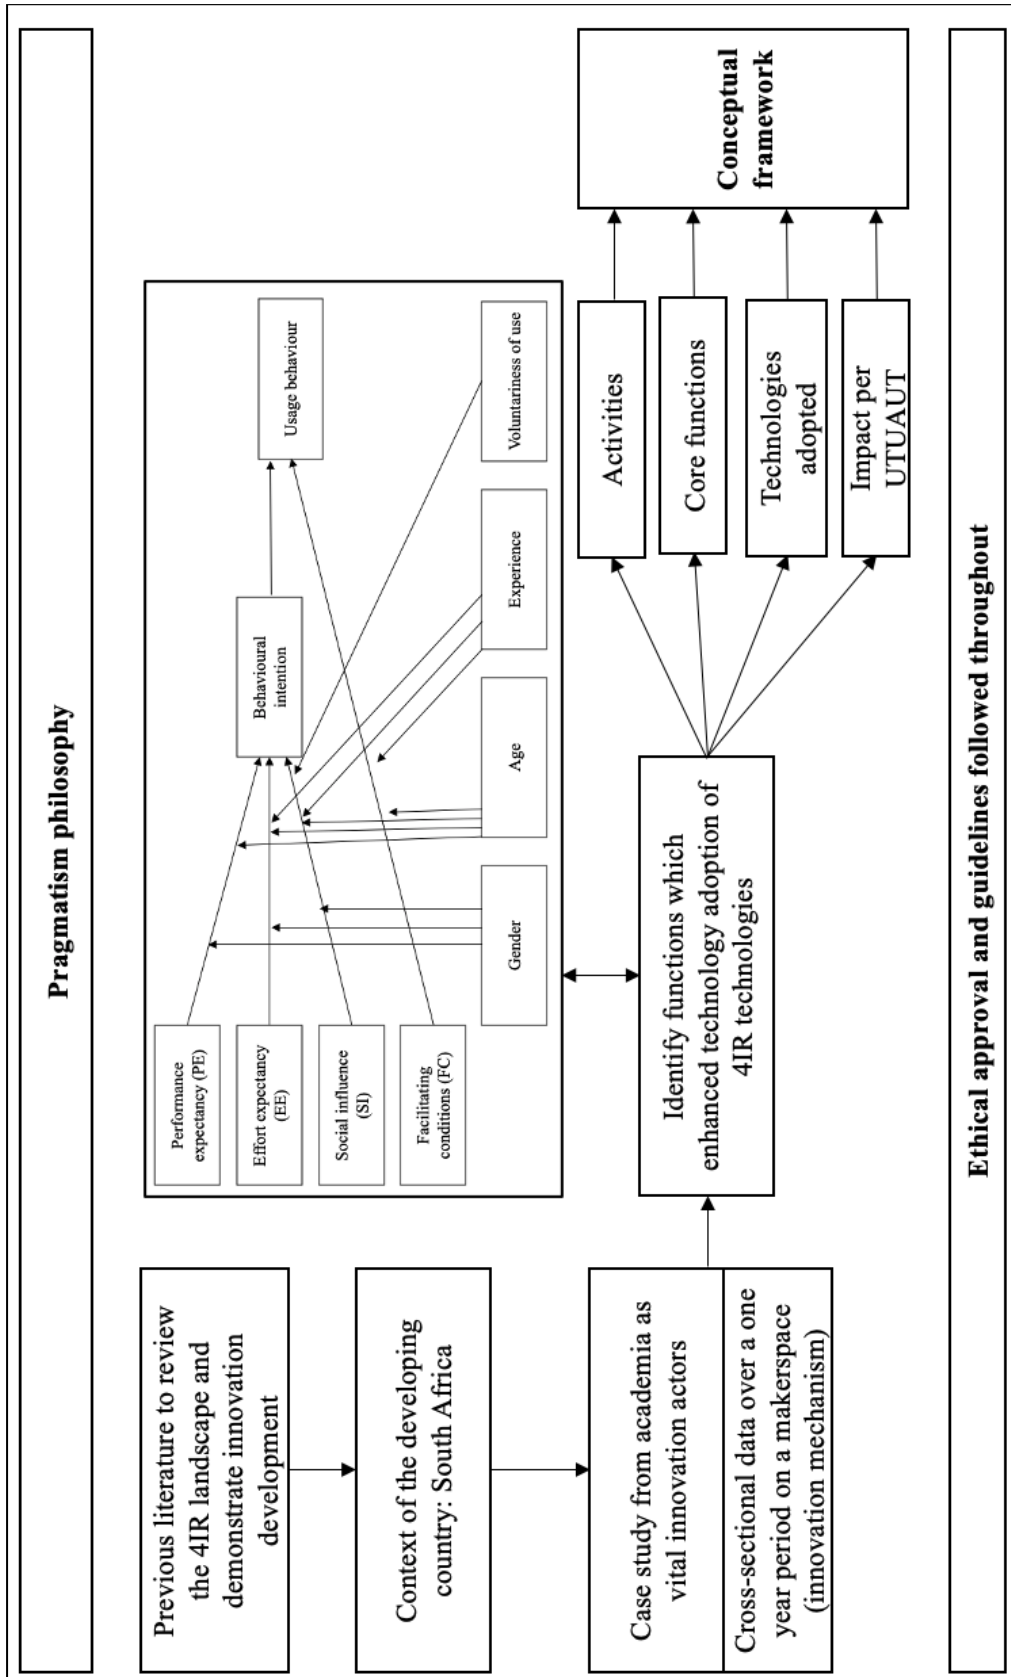 Pragmatism philosophy
Previous literature to review
the 4IR landscape and
demonstrate innovation
development
Context of the developing
country: South Africa
Case study from academia as
vital innovation actors
Cross-sectional data over a one
year period on a makerspace
(innovation mechanism)
Performance
expectancy (PE)
Effort expectancy
(EE)
Social influence
(SI)
Facilitating
conditions (FC)
Behavioural
intention
Usage behaviour
Gender
Age
Experience
Voluntariness of use
Identify functions which
enhanced technology adoption of
4IR technologies
Activities
Core functions
Technologies
adopted
Impact per
UTUAUT
Conceptual
framework
Ethical approval and guidelines followed throughout